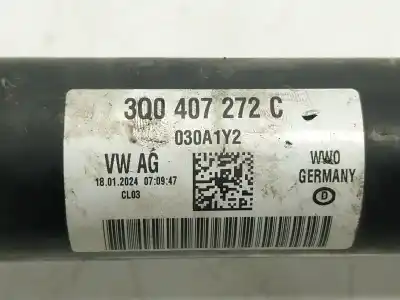 3Q0 407 272 C
030A1Y2
VW AG
18.01.2024 07:09:47
CL03
WWO
GERMANY
D